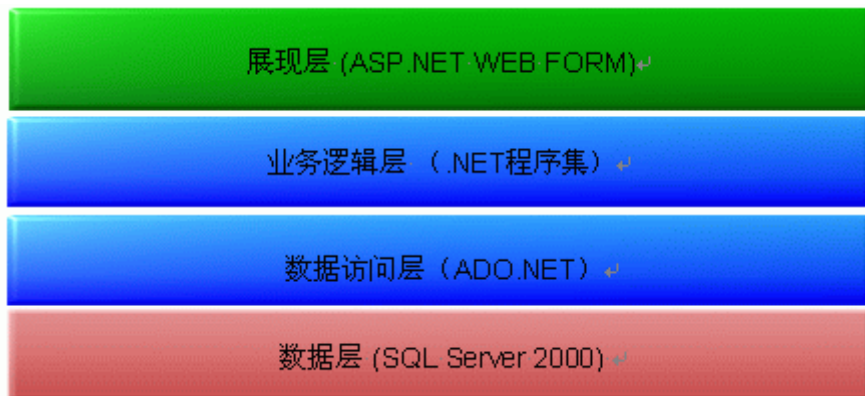 展现层 (ASP.NET WEB FORM)
业务逻辑层 （.NET程序集）
数据访问层（ADO.NET）
数据层 (SQL Server 2000)